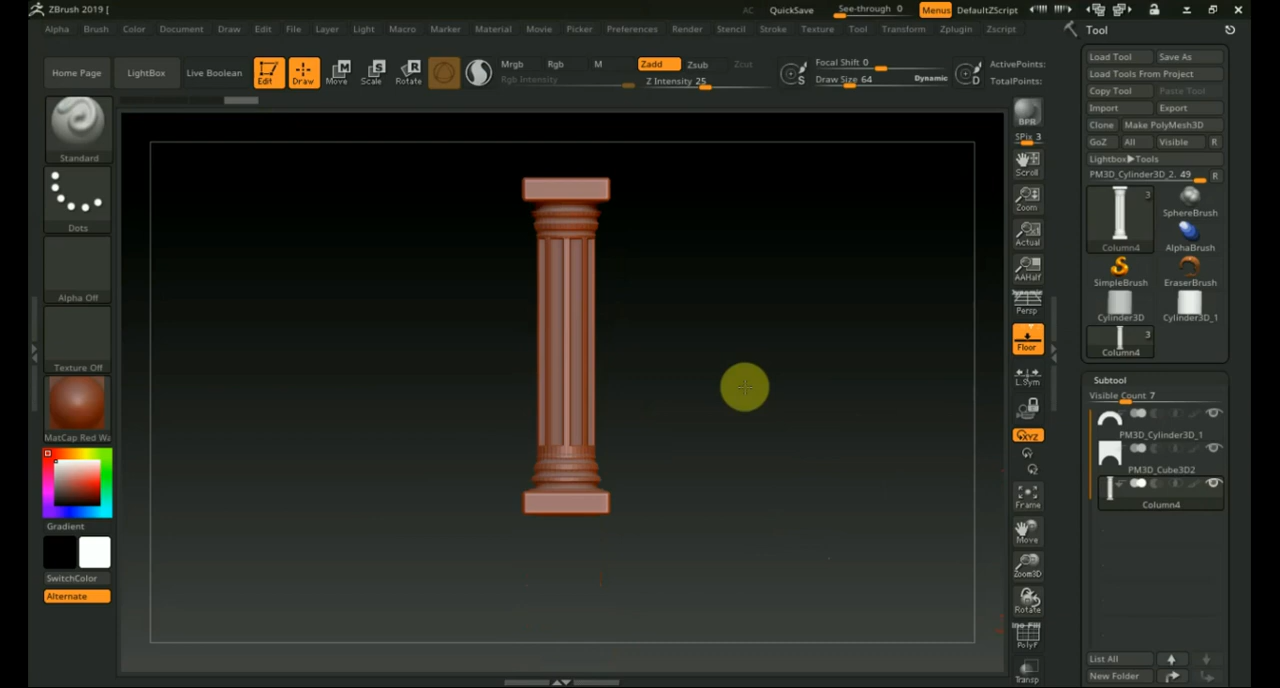 ZBrush 2019 [
AC QuickSave See-through 0 Menus DefaultZScript
Alpha Brush Color Document Draw Edit File Layer Light Macro Marker Material Movie Picker Preferences Render Stencil Stroke Texture Tool Transform Zplugin Zscript
Tool
Home Page LightBox Live Boolean Edit Draw Move Scale Rotate
Mrgb Rgb M Zadd Zsub Zcut
Rgb Intensity Z Intensity 25
Focal Shift 0
Draw Size 64 Dynamic
S
D
ActivePoints:
TotalPoints:
Load Tool Save As
Load Tools From Project
Copy Tool Paste Tool
Import Export
Clone Make PolyMesh3D
GoZ All Visible R
Lightbox▶Tools
PM3D_Cylinder3D_2. 49 R
3
Column4 SphereBrush
AlphaBrush
SimpleBrush EraserBrush
Cylinder3D Cylinder3D_1
3
Column4
Subtool
Visible Count 7
PM3D_Cylinder3D_1
PM3D_Cube3D2
Column4
List All
New Folder
Standard
Dots
Alpha Off
Texture Off
MatCap Red Wa
Gradient
SwitchColor
Alternate
BPR
SPix 3
Scroll
Zoom
Actual
AAHalf
Dynamic
Persp
Floor
L.Sym
XYZ
Frame
Move
Zoom3D
Rotate
PolyF
Transp